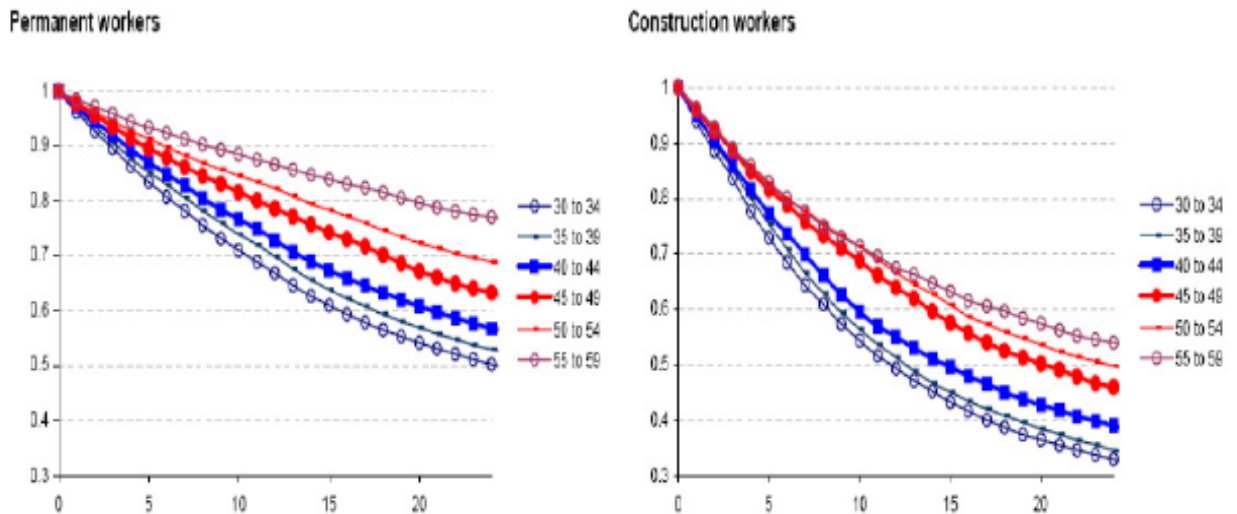 Permanent workers
1
0.9
0.8
0.7
0.6
0.5
0.4
0.3
0 5 10 15 20
30 to 34
35 to 39
40 to 44
45 to 49
50 to 54
55 to 59
Construction workers
1
0.9
0.8
0.7
0.6
0.5
0.4
0.3
0 5 10 15 20
30 to 34
35 to 39
40 to 44
45 to 49
50 to 54
55 to 59